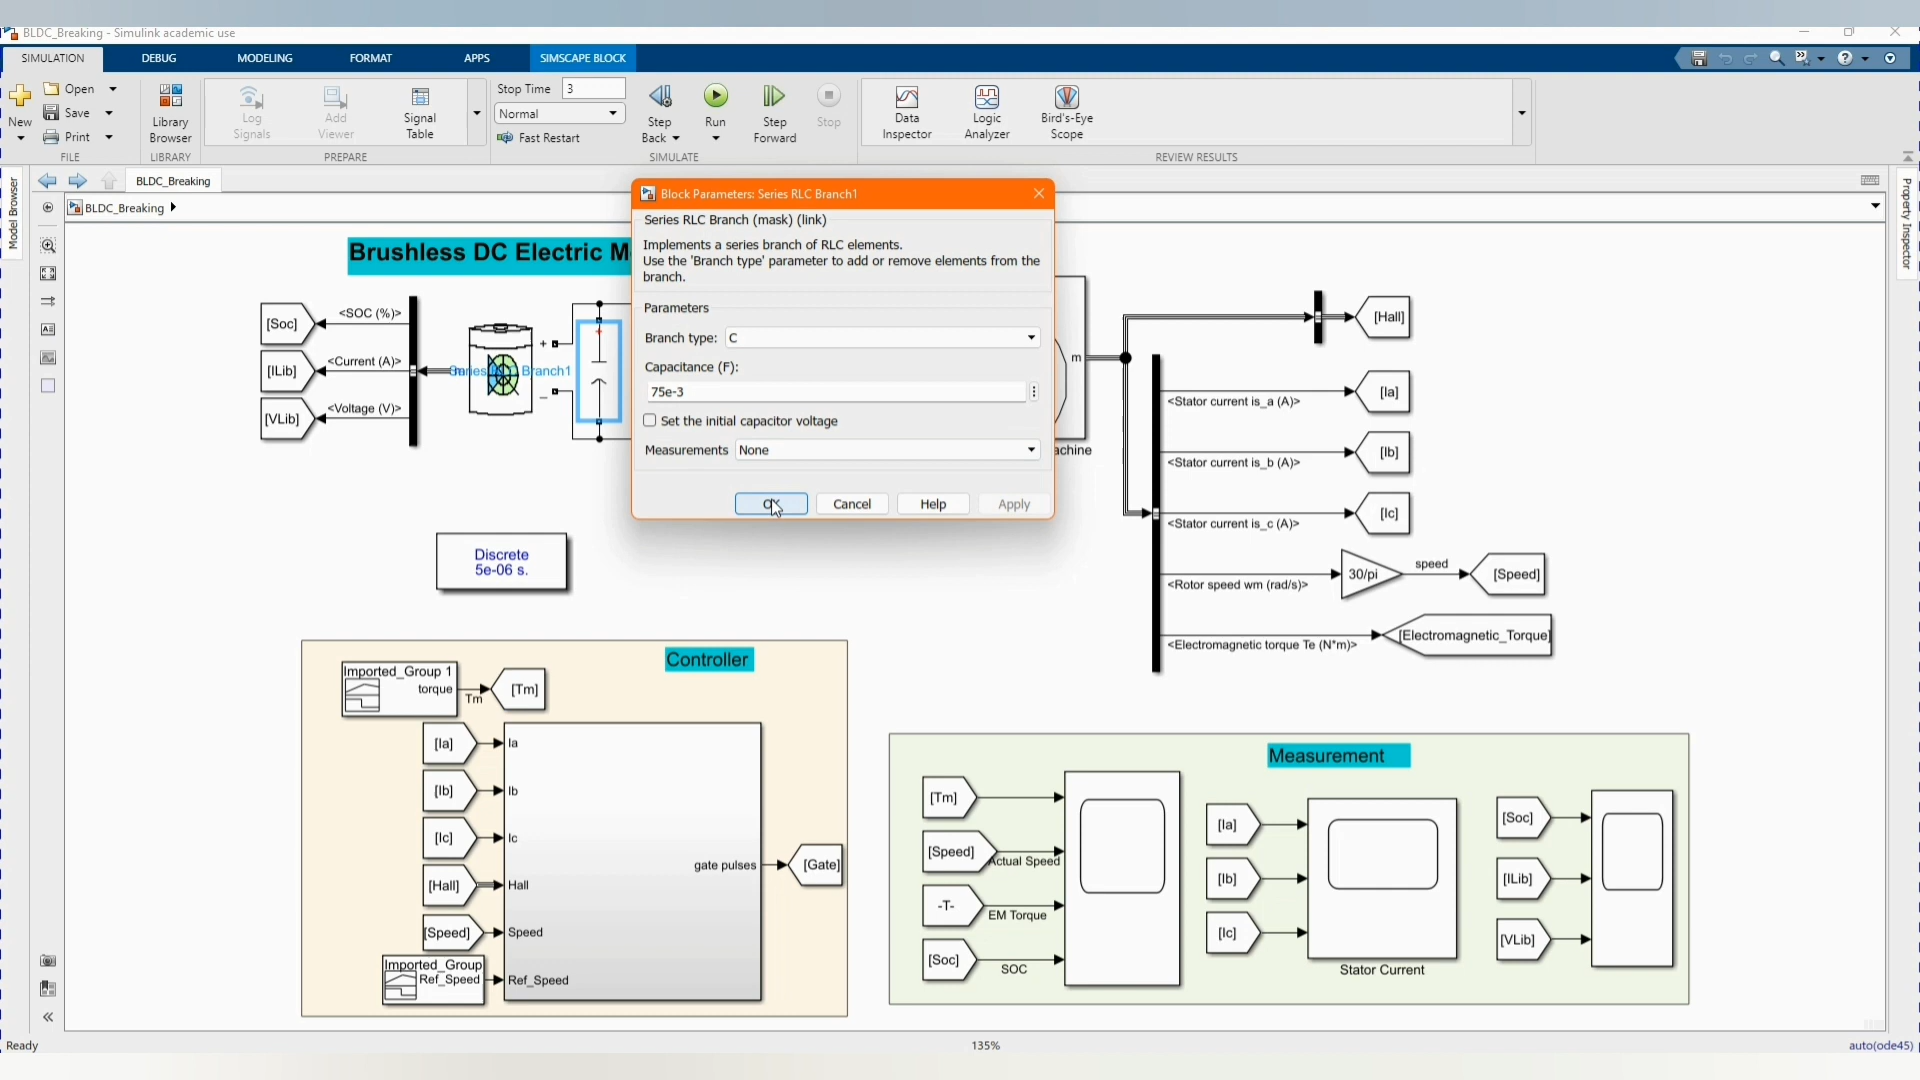 BLDC_Breaking - Simulink academic use
SIMULATION
DEBUG
MODELING
FORMAT
APPS
SIMSCAPE BLOCK
New
Open
Save
Print
FILE
Library
Browser
LIBRARY
Log
Signals
Add
Viewer
Signal
Table
PREPARE
Stop Time 3
Normal
Fast Restart
Step
Back
Run
Step
Forward
Stop
SIMULATE
Data
Inspector
Logic
Analyzer
Bird's-Eye
Scope
REVIEW RESULTS
Model Browser
Property Inspector
BLDC_Breaking
BLDC_Breaking
Brushless DC Electric M
Block Parameters: Series RLC Branch1
Series RLC Branch (mask) (link)
Implements a series branch of RLC elements.
Use the 'Branch type' parameter to add or remove elements from the
branch.
Parameters
Branch type: C
Capacitance (F):
75e-3
Set the initial capacitor voltage
Measurements None
OK
Cancel
Help
Apply
[Soc]
<SOC (%)>
[ILib]
<Current (A)>
[VLib]
<Voltage (V)>
Branch1
+
−
m
achine
[Hall]
<Stator current is_a (A)>
[Ia]
<Stator current is_b (A)>
[Ib]
<Stator current is_c (A)>
[Ic]
<Rotor speed wm (rad/s)>
30/pi
speed
[Speed]
<Electromagnetic torque Te (N*m)>
[Electromagnetic_Torque]
Discrete
5e-06 s.
Controller
Imported_Group 1
torque
Tm
[Tm]
[Ia]
Ia
[Ib]
Ib
[Ic]
Ic
[Hall]
Hall
[Speed]
Speed
Imported_Group
Ref_Speed
Ref_Speed
gate pulses
[Gate]
Measurement
[Tm]
[Speed]
Actual Speed
-T-
EM Torque
[Soc]
SOC
[Ia]
[Ib]
[Ic]
Stator Current
[Soc]
[ILib]
[VLib]
Ready
135%
auto(ode45)